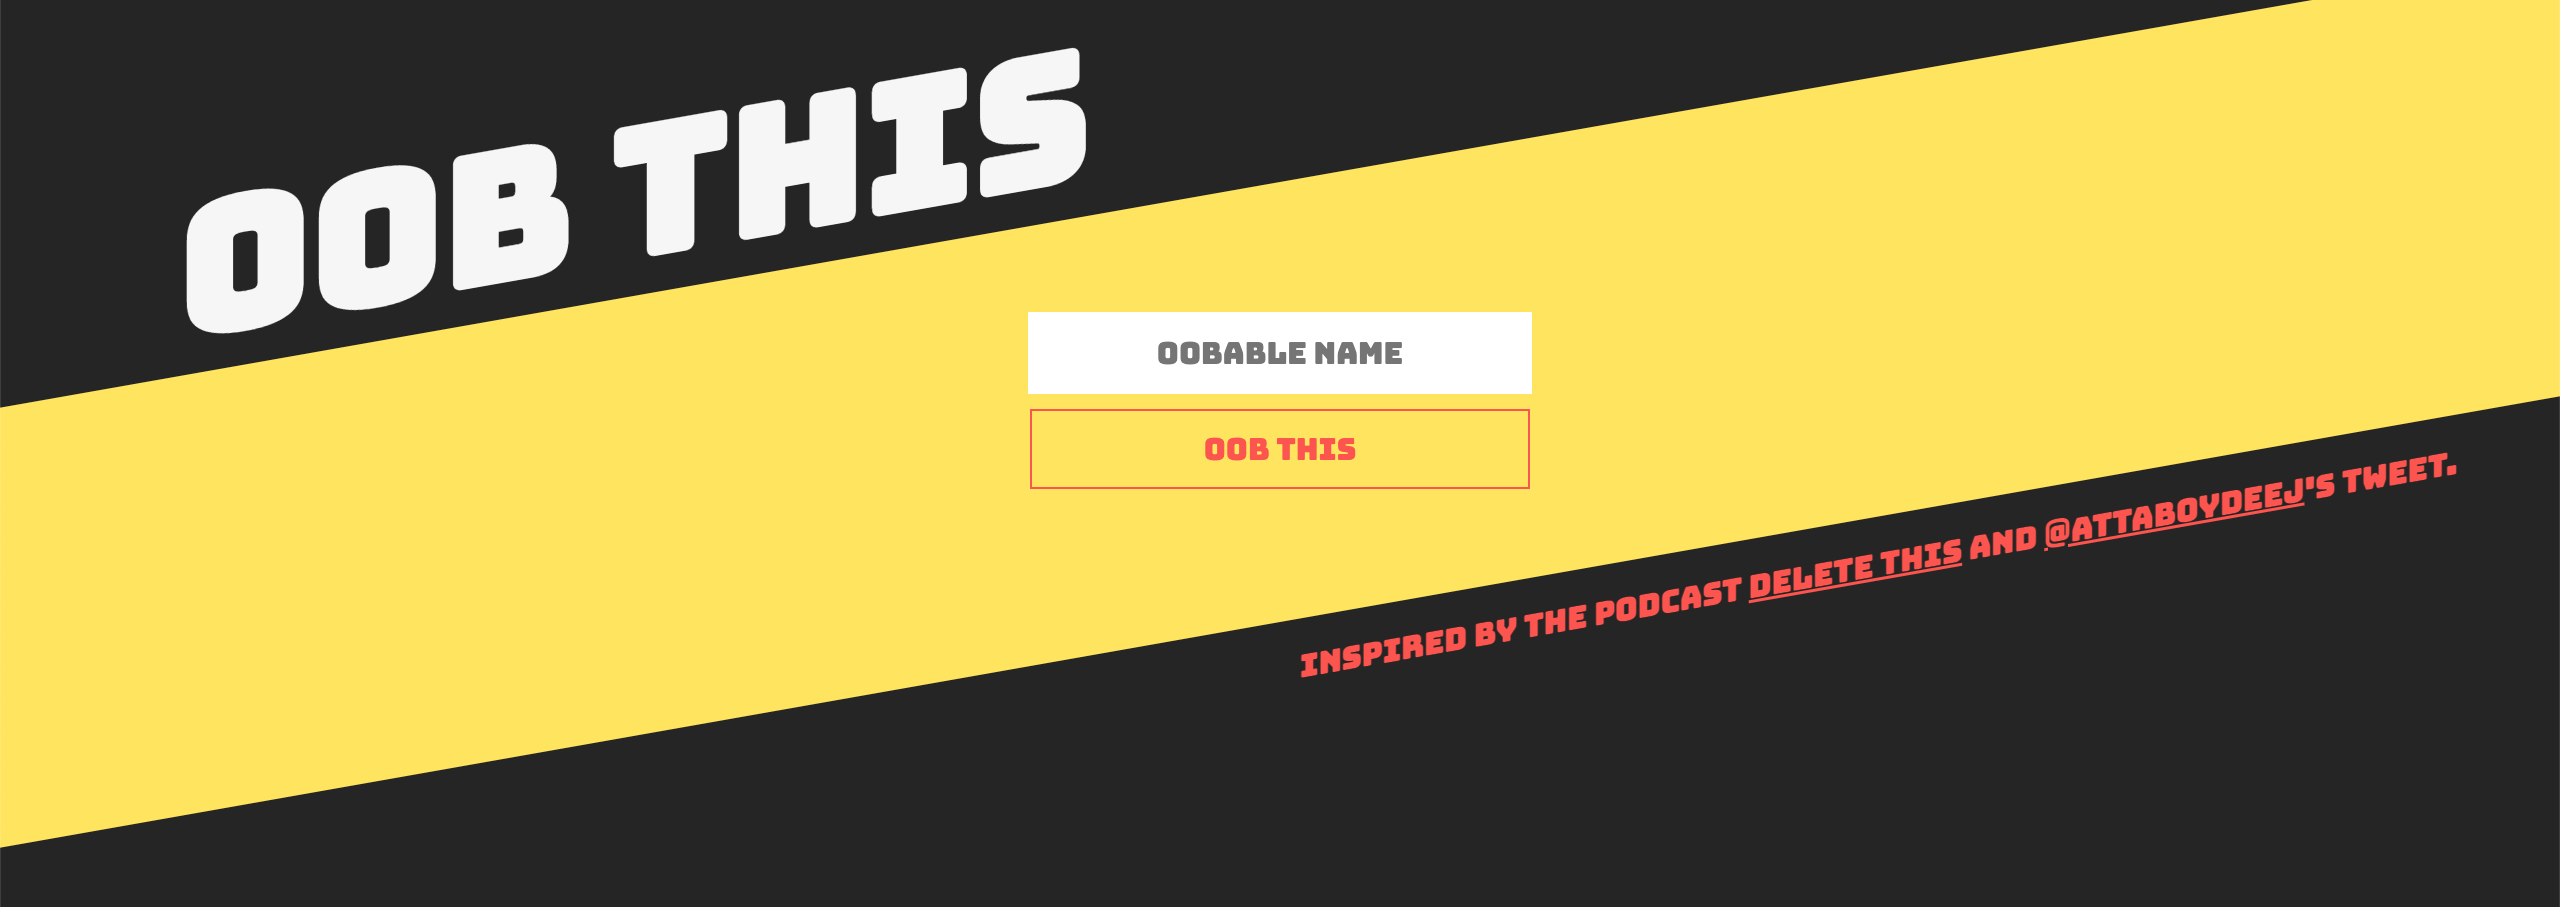 OOB THIS
OOBABLE NAME
OOB THIS
INSPIRED BY THE PODCAST DELETE THIS AND @ATTABOYDEEJ'S TWEET.